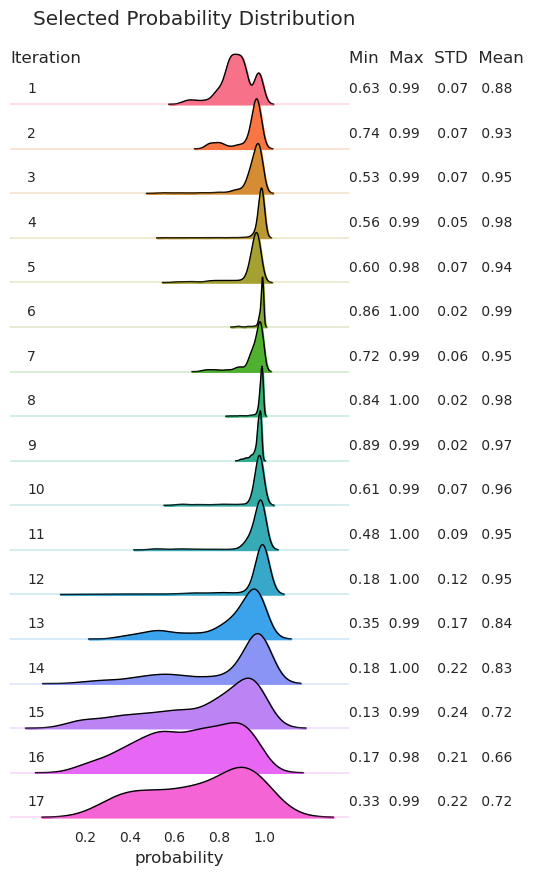 Selected Probability Distribution
Iteration Min Max STD Mean
1 0.63 0.99 0.07 0.88
2 0.74 0.99 0.07 0.93
3 0.53 0.99 0.07 0.95
4 0.56 0.99 0.05 0.98
5 0.60 0.98 0.07 0.94
6 0.86 1.00 0.02 0.99
7 0.72 0.99 0.06 0.95
8 0.84 1.00 0.02 0.98
9 0.89 0.99 0.02 0.97
10 0.61 0.99 0.07 0.96
11 0.48 1.00 0.09 0.95
12 0.18 1.00 0.12 0.95
13 0.35 0.99 0.17 0.84
14 0.18 1.00 0.22 0.83
15 0.13 0.99 0.24 0.72
16 0.17 0.98 0.21 0.66
17 0.33 0.99 0.22 0.72
0.2 0.4 0.6 0.8 1.0
probability